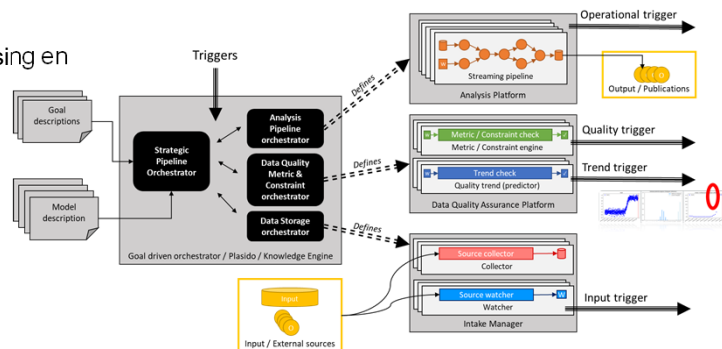 sing en
Triggers
Operational trigger
Streaming pipeline
Analysis Platform
Output / Publications
Defines
Goal
descriptions
Model
description
Strategic
Pipeline
Orchestrator
Analysis
Pipeline
orchestrator
Data Quality
Metric &
Constraint
orchestrator
Data Storage
orchestrator
Goal driven orchestrator / Plasido / Knowledge Engine
Defines
Metric / Constraint check
Metric / Constraint engine
Quality trigger
Trend check
Quality trend (predictor)
Trend trigger
Data Quality Assurance Platform
Defines
Source collector
Collector
Source watcher
W
Watcher
Input trigger
Intake Manager
Input
Input / External sources